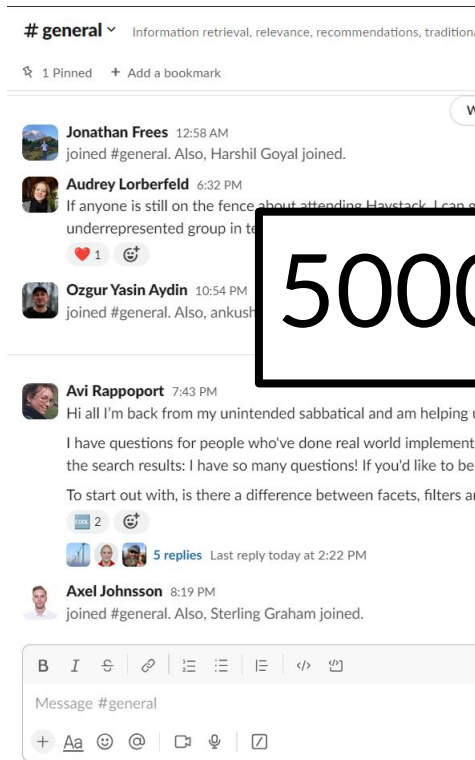 # general
Information retrieval, relevance, recommendations,
1 Pinned + Add a bookmark
Jonathan Frees 12:58 AM
joined #general. Also, Harshil Goyal joined.
Audrey Lorberfeld 6:32 PM
If anyone is still on the fence about attending Haystack, I can
underrepresented group in
❤️ 1
5000
Ozgur Yasin Aydin 10:54 PM
joined #general. Also,
Avi Rappoport 7:43 PM
Hi all I'm back from my unintended sabbatical and am helping
I have questions for people who've done real world
the search results: I have so many questions! If you'd like to be
To start out with, is there a difference between facets, filters
COOL 2
5 replies Last reply today at 2:22 PM
Axel Johnsson 8:19 PM
joined #general. Also, Sterling Graham joined.
B I S
Message #general
+ Aa @